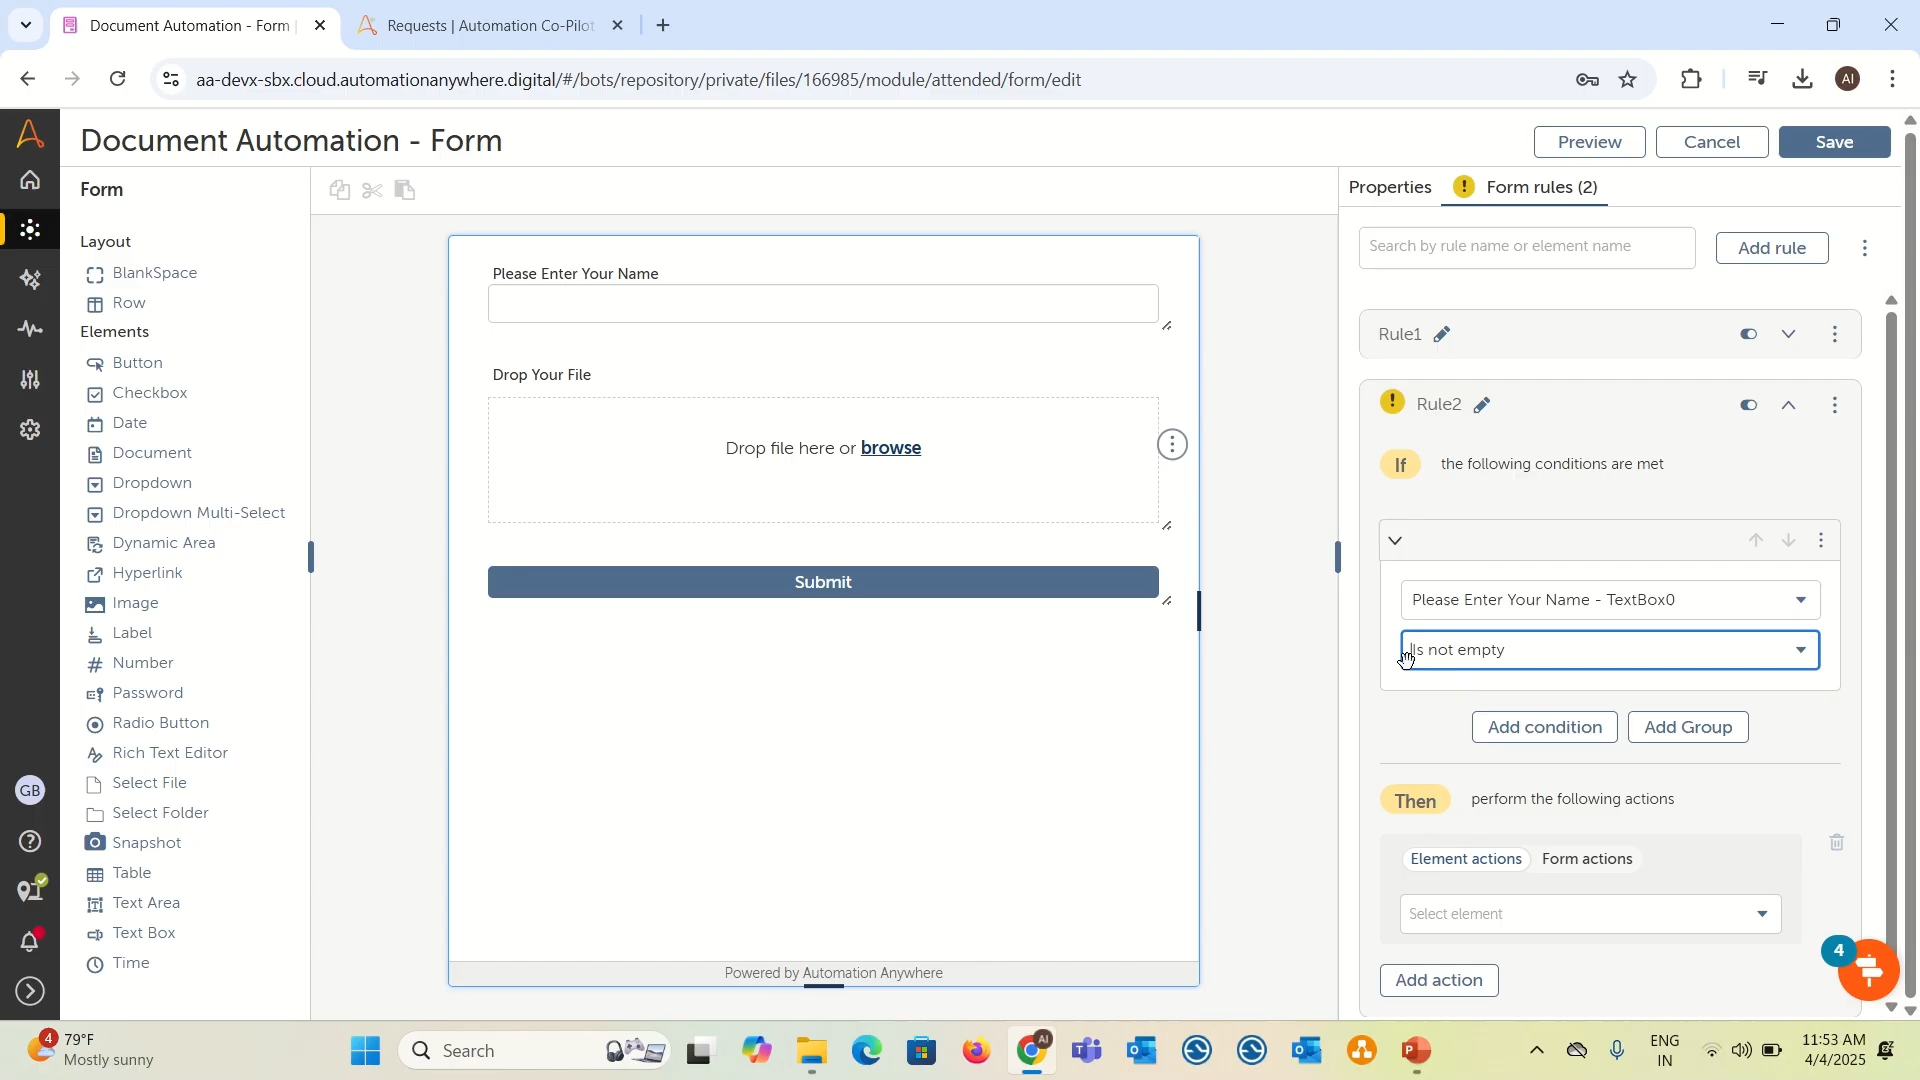 Document Automation - Form
Requests | Automation Co-Pilot
aa-devx-sbx.cloud.automationanywhere.digital/#/bots/repository/private/files/166985/module/attended/form/edit
AI
Document Automation - Form
Preview
Cancel
Save
Form
Properties
! Form rules (2)
Layout
BlankSpace
Row
Elements
Button
Checkbox
Date
Document
Dropdown
Dropdown Multi-Select
Dynamic Area
Hyperlink
Image
Label
Number
Password
Radio Button
Rich Text Editor
Select File
Select Folder
Snapshot
Table
Text Area
Text Box
Time
GB
Please Enter Your Name
Drop Your File
Drop file here or browse
Submit
Powered by Automation Anywhere
Search by rule name or element name
Add rule
Rule1
! Rule2
If the following conditions are met
Please Enter Your Name - TextBox0
Is not empty
Add condition
Add Group
Then perform the following actions
Element actions
Form actions
Select element
Add action
4
4
79°F
Mostly sunny
Search
AI
ENG
IN
11:53 AM
4/4/2025